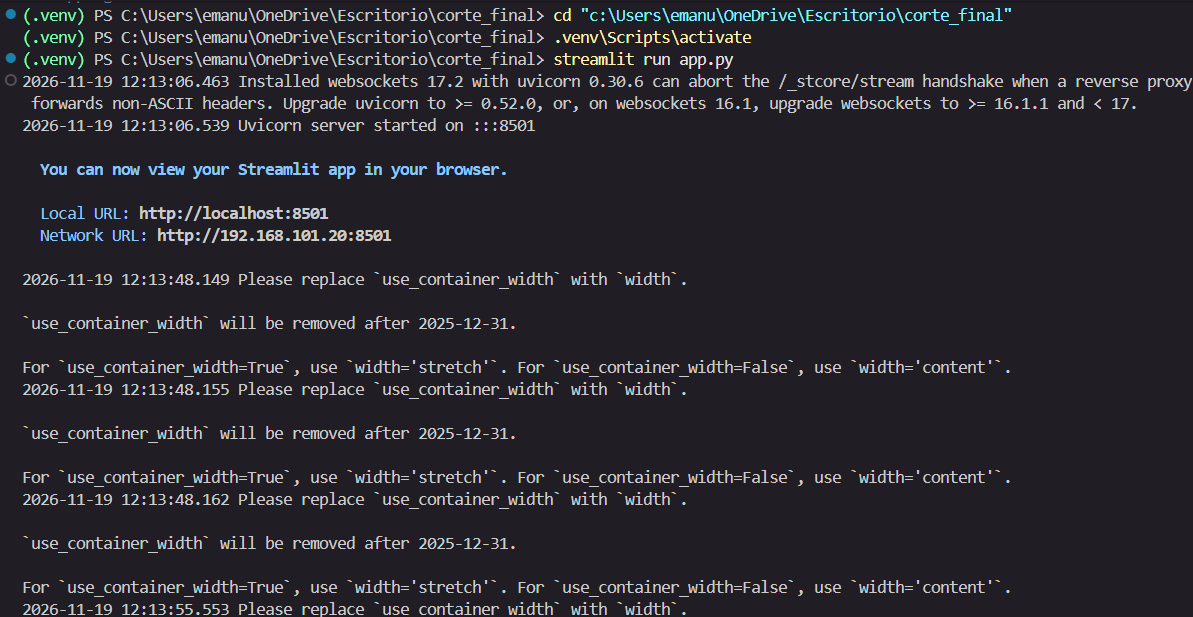 (.venv) PS C:\Users\emanu\OneDrive\Escritorio\corte_final> cd "c:\Users\emanu\OneDrive\Escritorio\corte_final"
(.venv) PS C:\Users\emanu\OneDrive\Escritorio\corte_final> .venv\Scripts\activate
(.venv) PS C:\Users\emanu\OneDrive\Escritorio\corte_final> streamlit run app.py
2026-11-19 12:13:06.463 Installed websockets 17.2 with uvicorn 0.30.6 can abort the /_stcore/stream handshake when a reverse proxy
forwards non-ASCII headers. Upgrade uvicorn to >= 0.52.0, or, on websockets 16.1, upgrade websockets to >= 16.1.1 and < 17.
2026-11-19 12:13:06.539 Uvicorn server started on :::8501
You can now view your Streamlit app in your browser.
Local URL: http://localhost:8501
Network URL: http://192.168.101.20:8501
2026-11-19 12:13:48.149 Please replace `use_container_width` with `width`.
`use_container_width` will be removed after 2025-12-31.
For `use_container_width=True`, use `width='stretch'`. For `use_container_width=False`, use `width='content'`.
2026-11-19 12:13:48.155 Please replace `use_container_width` with `width`.
`use_container_width` will be removed after 2025-12-31.
For `use_container_width=True`, use `width='stretch'`. For `use_container_width=False`, use `width='content'`.
2026-11-19 12:13:48.162 Please replace `use_container_width` with `width`.
`use_container_width` will be removed after 2025-12-31.
For `use_container_width=True`, use `width='stretch'`. For `use_container_width=False`, use `width='content'`.
2026-11-19 12:13:55.553 Please replace `use_container_width` with `width`.